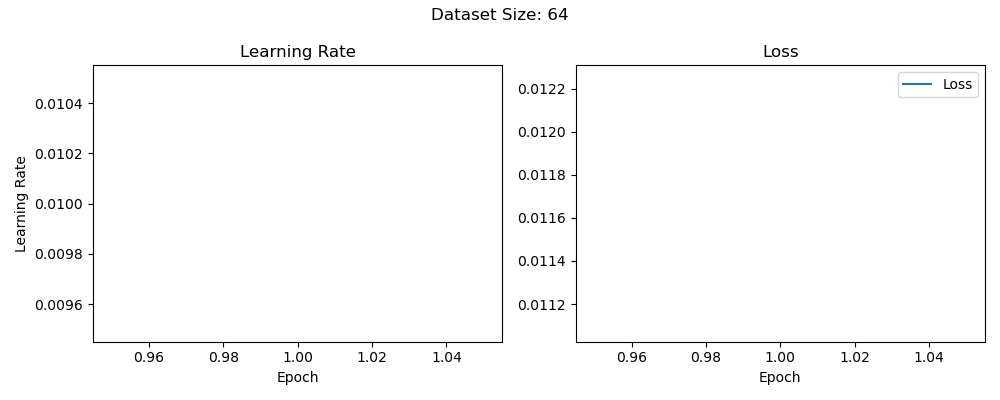 Dataset Size: 64
Learning Rate
Loss
Learning Rate
0.0104
0.0102
0.0100
0.0098
0.0096
0.96 0.98 1.00 1.02 1.04
Epoch
Loss
0.0122
0.0120
0.0118
0.0116
0.0114
0.0112
0.96 0.98 1.00 1.02 1.04
Epoch